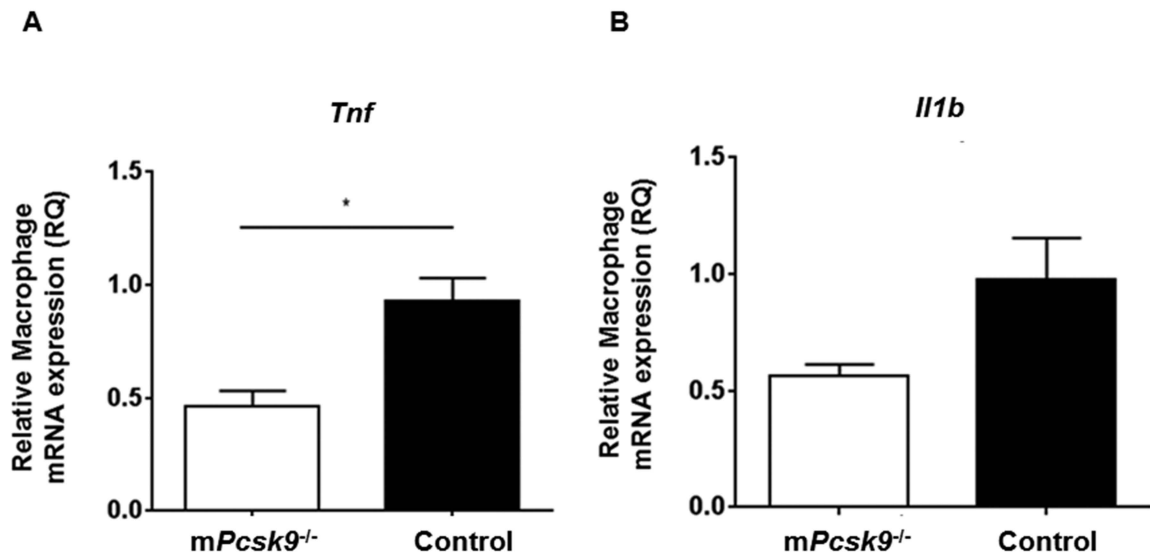 A
B
Tnf
Il1b
Relative Macrophage
mRNA expression (RQ)
1.5
1.0
0.5
0.0
*
mPcsk9-/-
Control
Relative Macrophage
mRNA expression (RQ)
1.5
1.0
0.5
0.0
mPcsk9-/-
Control